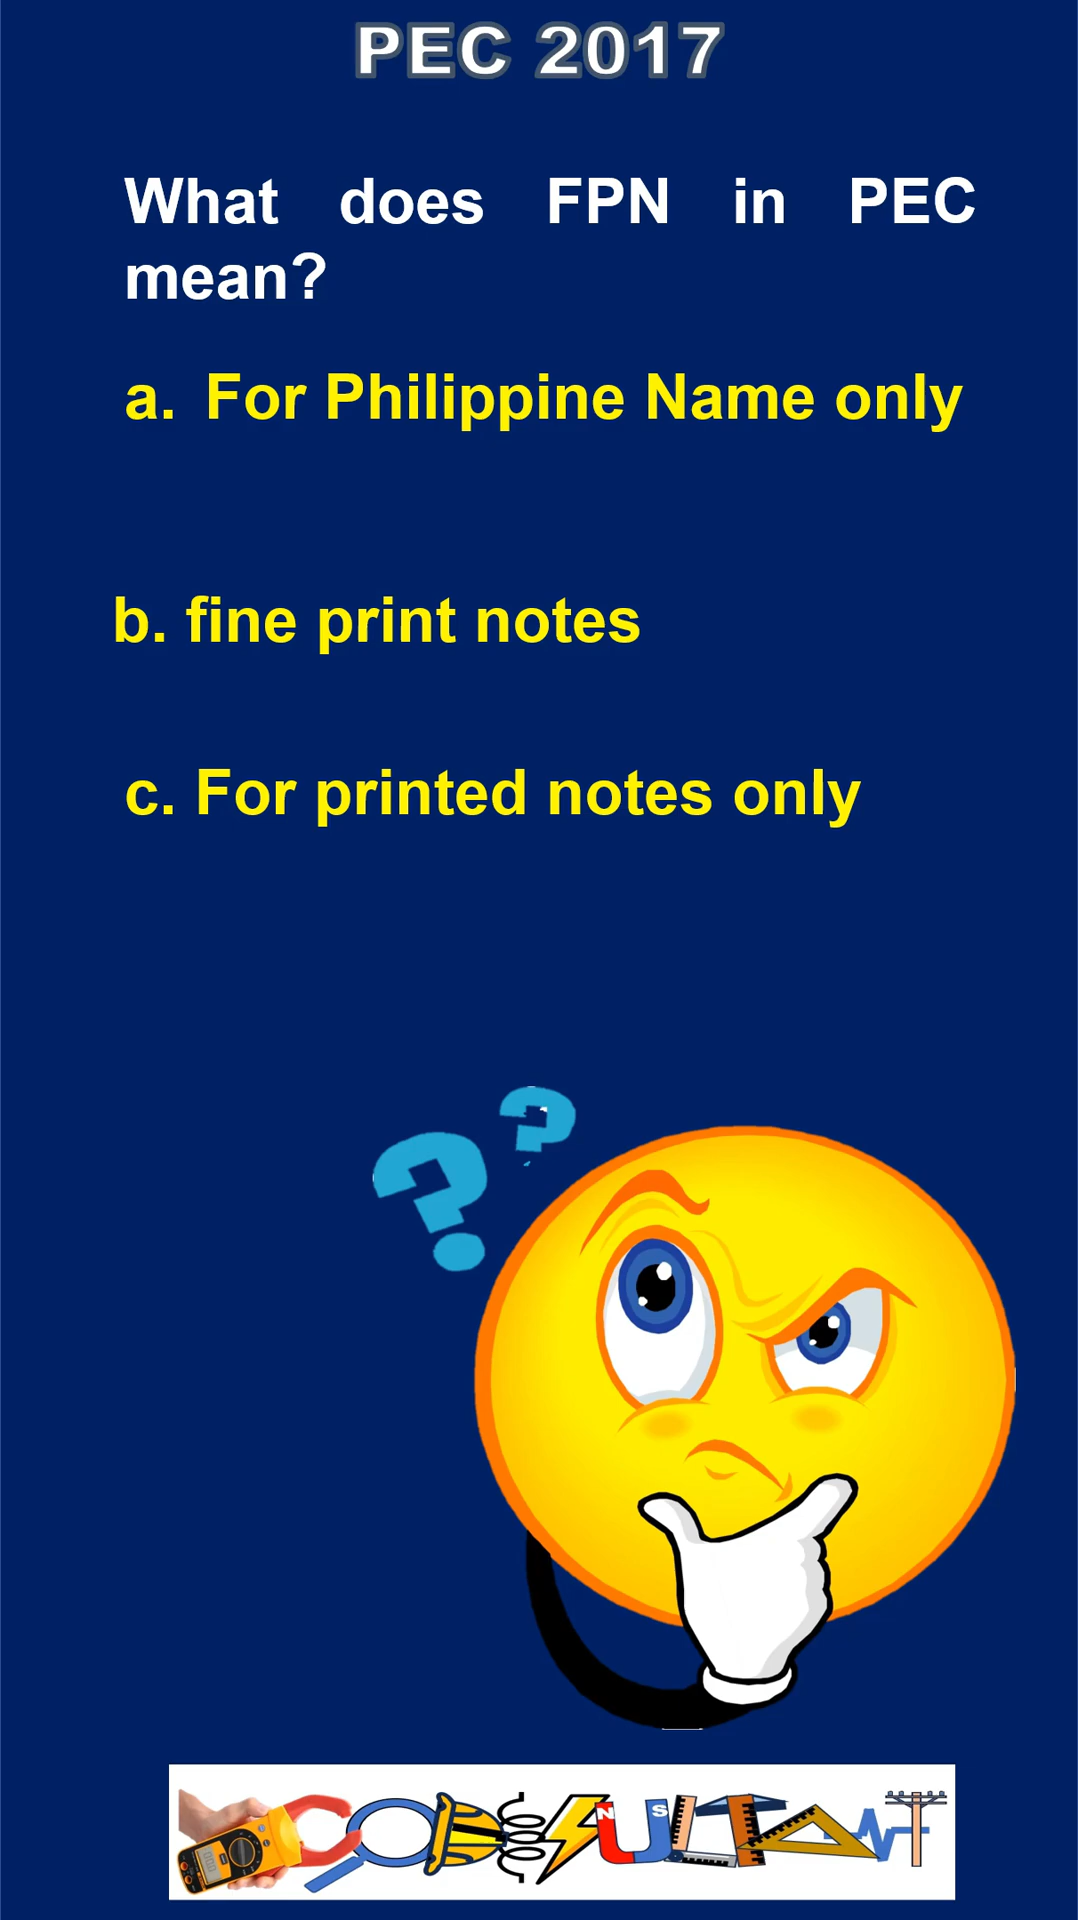 PEC 2017
What does FPN in PEC
mean?
a. For Philippine Name only
b. fine print notes
c. For printed notes only
? ?
CONSULTANT
N S